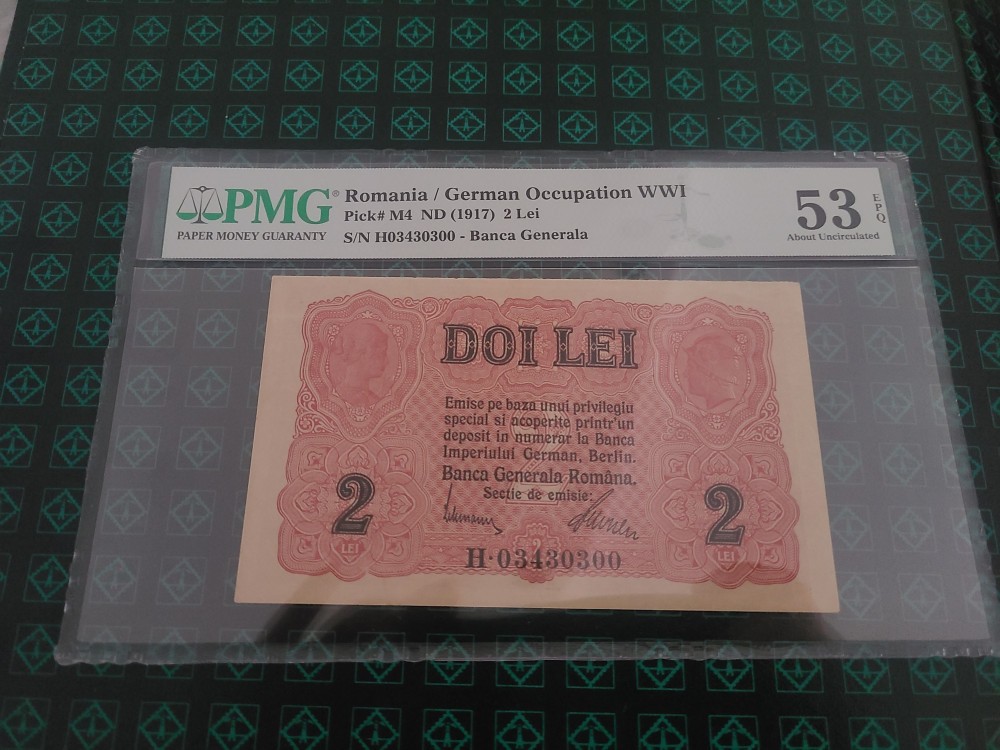 PMG®
PAPER MONEY GUARANTY
Romania / German Occupation WWI
Pick# M4 ND (1917) 2 Lei
S/N H03430300 - Banca Generala
53
EPQ
About Uncirculated
DOI LEI
Emise pe baza unui privilegiu
special si acoperite printr'un
deposit in numerar la Banca
Imperiului German, Berlin.
Banca Generala Româna.
Sectie de emisie:
2
2
LEI
2
LEI
H·03430300